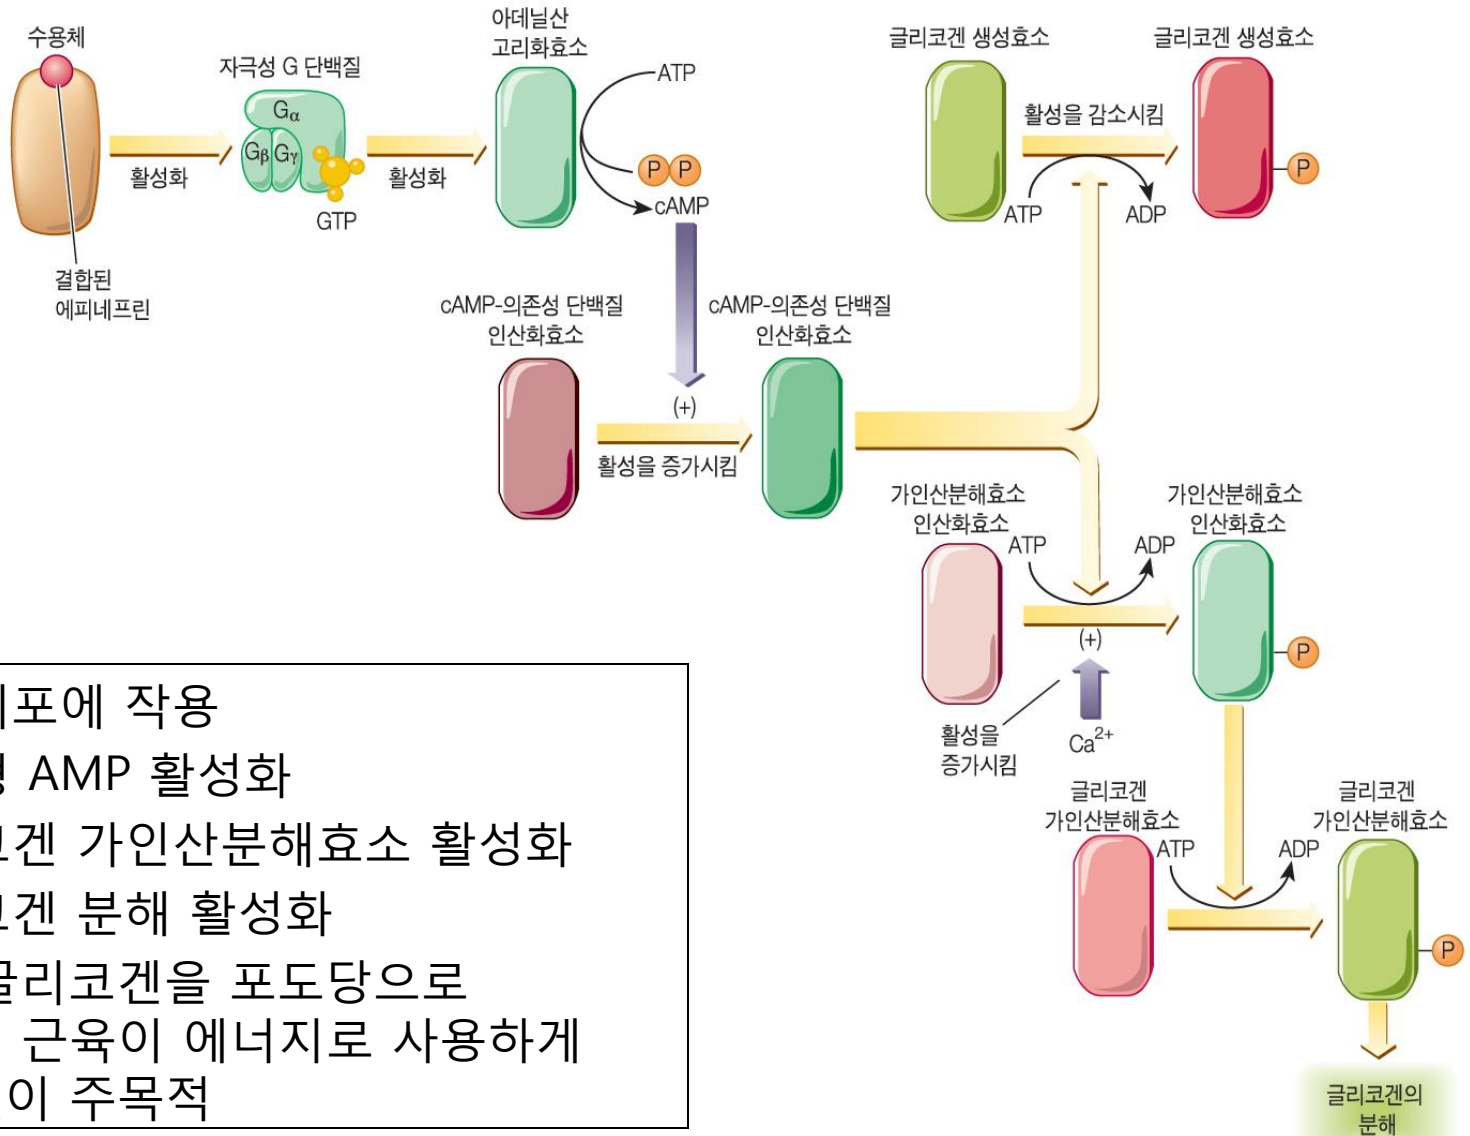 수용체
자극성 G 단백질
아데닐산
고리화효소
ATP
글리코겐 생성효소
글리코겐 생성효소
Gα
Gβ Gγ
활성화
GTP
활성화
P P
cAMP
활성을 감소시킴
ATP
ADP
P
결합된
에피네프린
cAMP-의존성 단백질
인산화효소
cAMP-의존성 단백질
인산화효소
(+)
활성을 증가시킴
가인산분해효소
인산화효소
가인산분해효소
인산화효소
ATP
ADP
(+)
P
활성을
증가시킴
Ca2+
글리코겐
가인산분해효소
글리코겐
가인산분해효소
ATP
ADP
P
글리코겐의
분해
에 작용
AMP 활성화
겐 가인산분해효소 활성화
겐 분해 활성화
글리코겐을 포도당으로
근육이 에너지로 사용하게
이 주목적